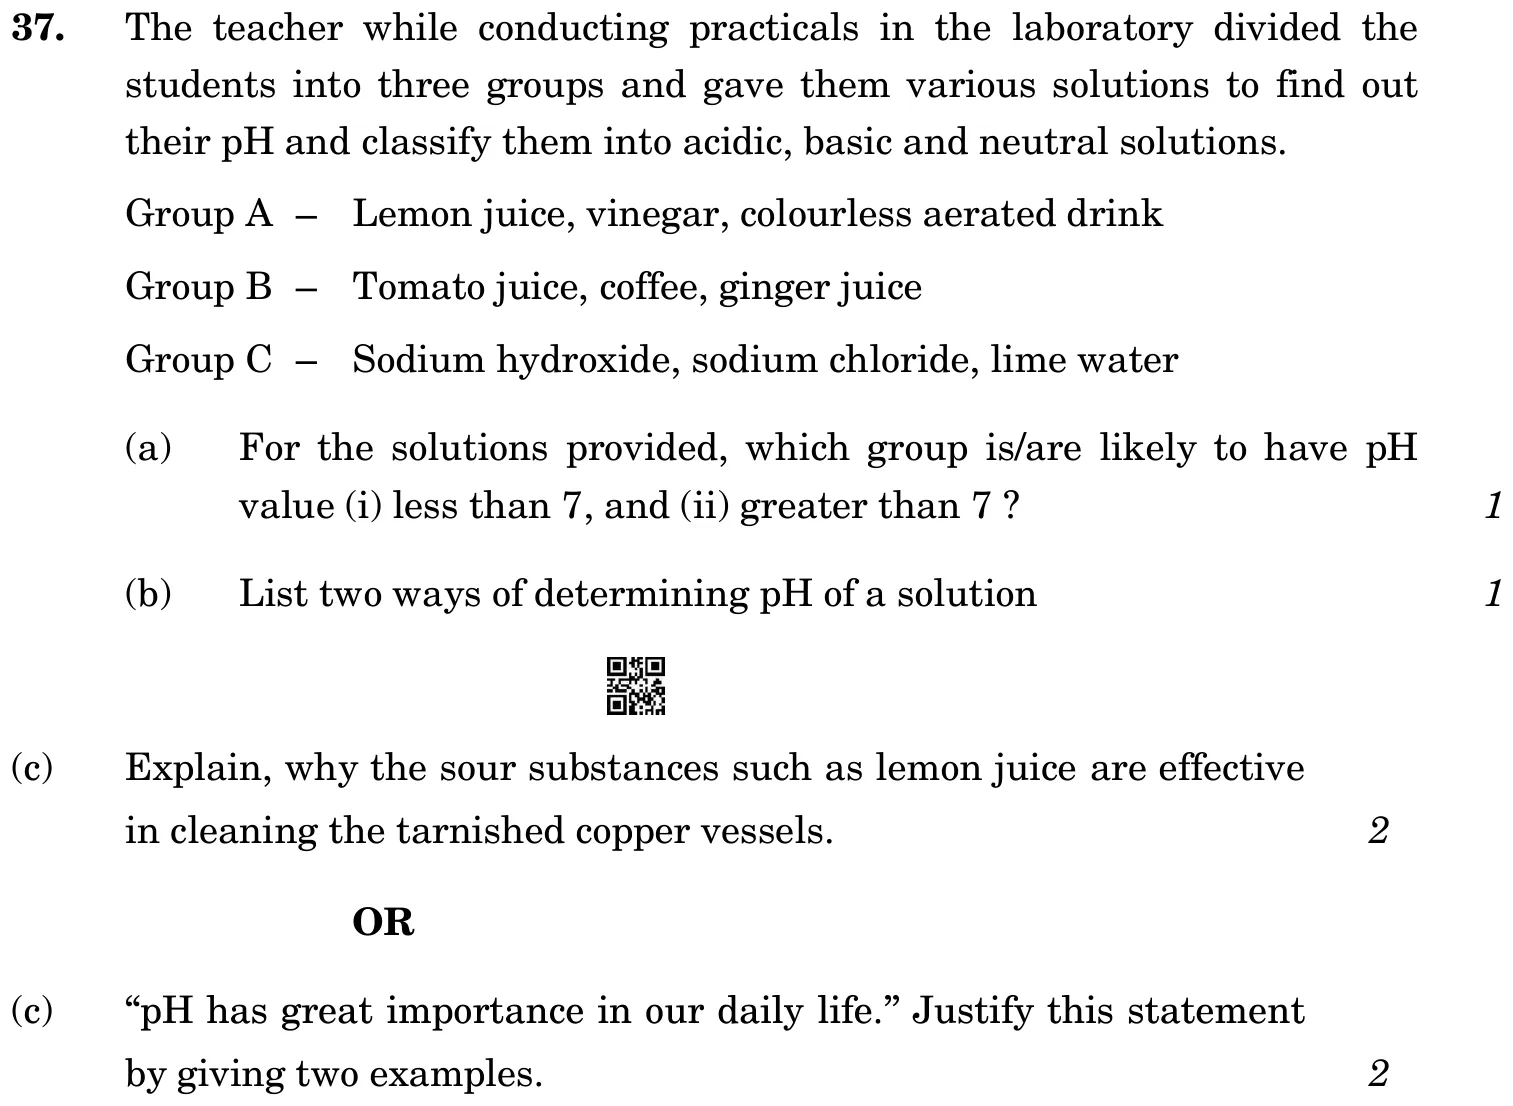 37. The teacher while conducting practicals in the laboratory divided the
students into three groups and gave them various solutions to find out
their pH and classify them into acidic, basic and neutral solutions.
Group A – Lemon juice, vinegar, colourless aerated drink
Group B – Tomato juice, coffee, ginger juice
Group C – Sodium hydroxide, sodium chloride, lime water
(a) For the solutions provided, which group is/are likely to have pH
value (i) less than 7, and (ii) greater than 7 ? 1
(b) List two ways of determining pH of a solution 1
(c) Explain, why the sour substances such as lemon juice are effective
in cleaning the tarnished copper vessels. 2
OR
(c) “pH has great importance in our daily life.” Justify this statement
by giving two examples. 2